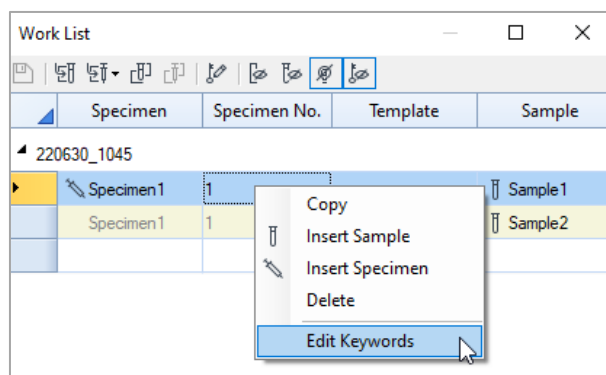 Work List
Specimen Specimen No. Template Sample
220630_1045
Specimen1 1 Sample1
Specimen1 1 Sample2
Copy
Insert Sample
Insert Specimen
Delete
Edit Keywords